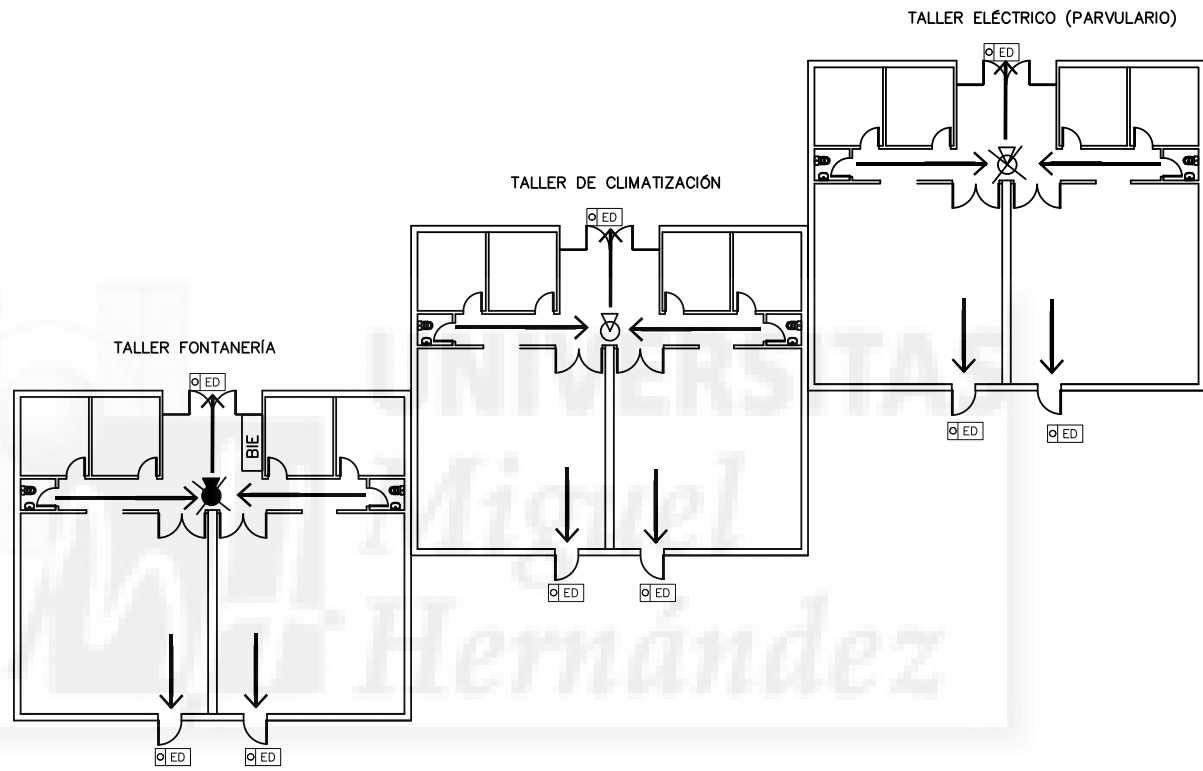 TALLER ELÉCTRICO (PARVULARIO)
ED
TALLER DE CLIMATIZACIÓN
ED
TALLER FONTANERÍA
ED
BIE
ED
ED
ED
ED
ED
ED
UNIVERSITAS
Miguel
Hernández